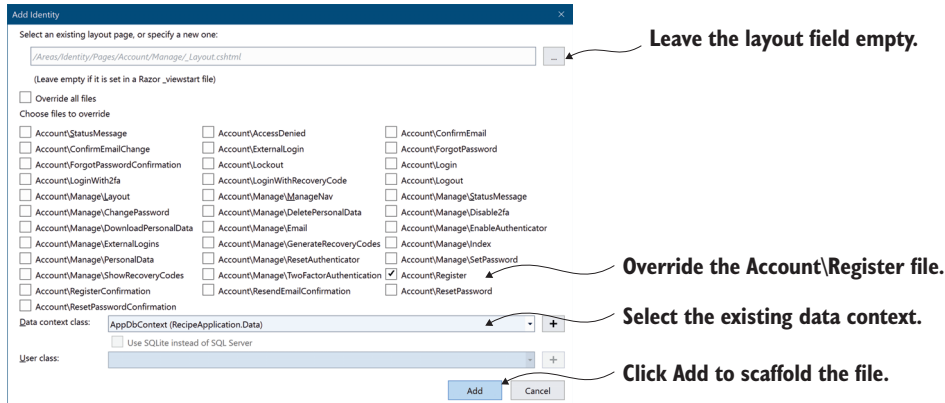 Add Identity
Select an existing layout page, or specify a new one:
/Areas/Identity/Pages/Account/Manage/_Layout.cshtml
...
Leave the layout field empty.
(Leave empty if it is set in a Razor _viewstart file)
Override all files
Choose files to override
Account\StatusMessage Account\AccessDenied Account\ConfirmEmail
Account\ConfirmEmailChange Account\ExternalLogin Account\ForgotPassword
Account\ForgotPasswordConfirmation Account\Lockout Account\Login
Account\LoginWith2fa Account\LoginWithRecoveryCode Account\Logout
Account\Manage\Layout Account\Manage\ManageNav Account\Manage\StatusMessage
Account\Manage\ChangePassword Account\Manage\DeletePersonalData Account\Manage\Disable2fa
Account\Manage\DownloadPersonalData Account\Manage\Email Account\Manage\EnableAuthenticator
Account\Manage\ExternalLogins Account\Manage\GenerateRecoveryCodes Account\Manage\Index
Account\Manage\PersonalData Account\Manage\ResetAuthenticator Account\Manage\SetPassword
Account\Manage\ShowRecoveryCodes Account\Manage\TwoFactorAuthentication Account\Register
Override the Account\Register file.
Account\RegisterConfirmation Account\ResendEmailConfirmation Account\ResetPassword
Account\ResetPasswordConfirmation
Data context class: AppDbContext (RecipeApplication.Data) +
Select the existing data context.
Use SQLite instead of SQL Server
User class: +
Add Cancel
Click Add to scaffold the file.